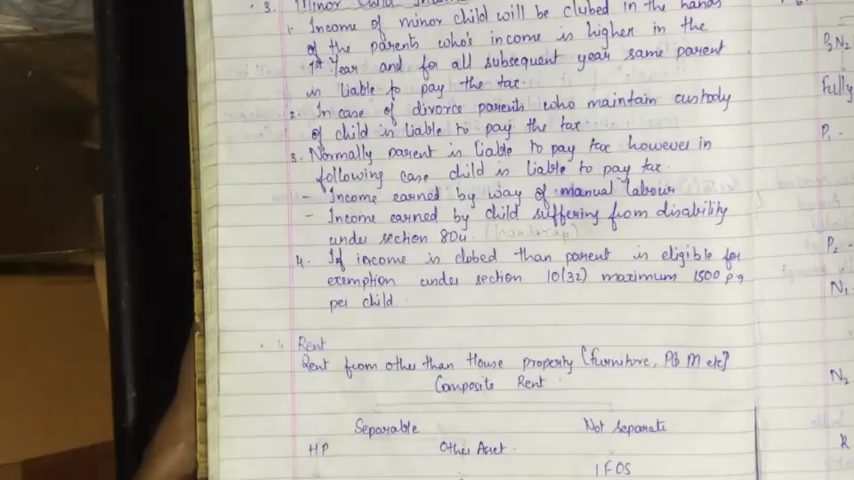 3. Minor Child
1. Income of minor child will be clubed in the hands
of the parents who's income is higher in the
1st Year and for all subsequent year same parent
is liable to pay the tax.
2. In case of divorce parents who maintain custody
of child is liable to pay the tax
3. Normally parent is liable to pay tax however in
following case child is liable to pay tax
- Income earned by way of manual labour
- Income earned by child suffering from disability
under section 80u
4. If income is clubed than parent is eligible for
exemption under section 10(32) maximum 1500 p.a
per child
Rent
Rent from other than House property (furniture, P&M etc)
Composite Rent
Separable Not separate
HP Other Asset.
IFOS
P2N2
Fully
P1 -
P2 -
N1
N2
R